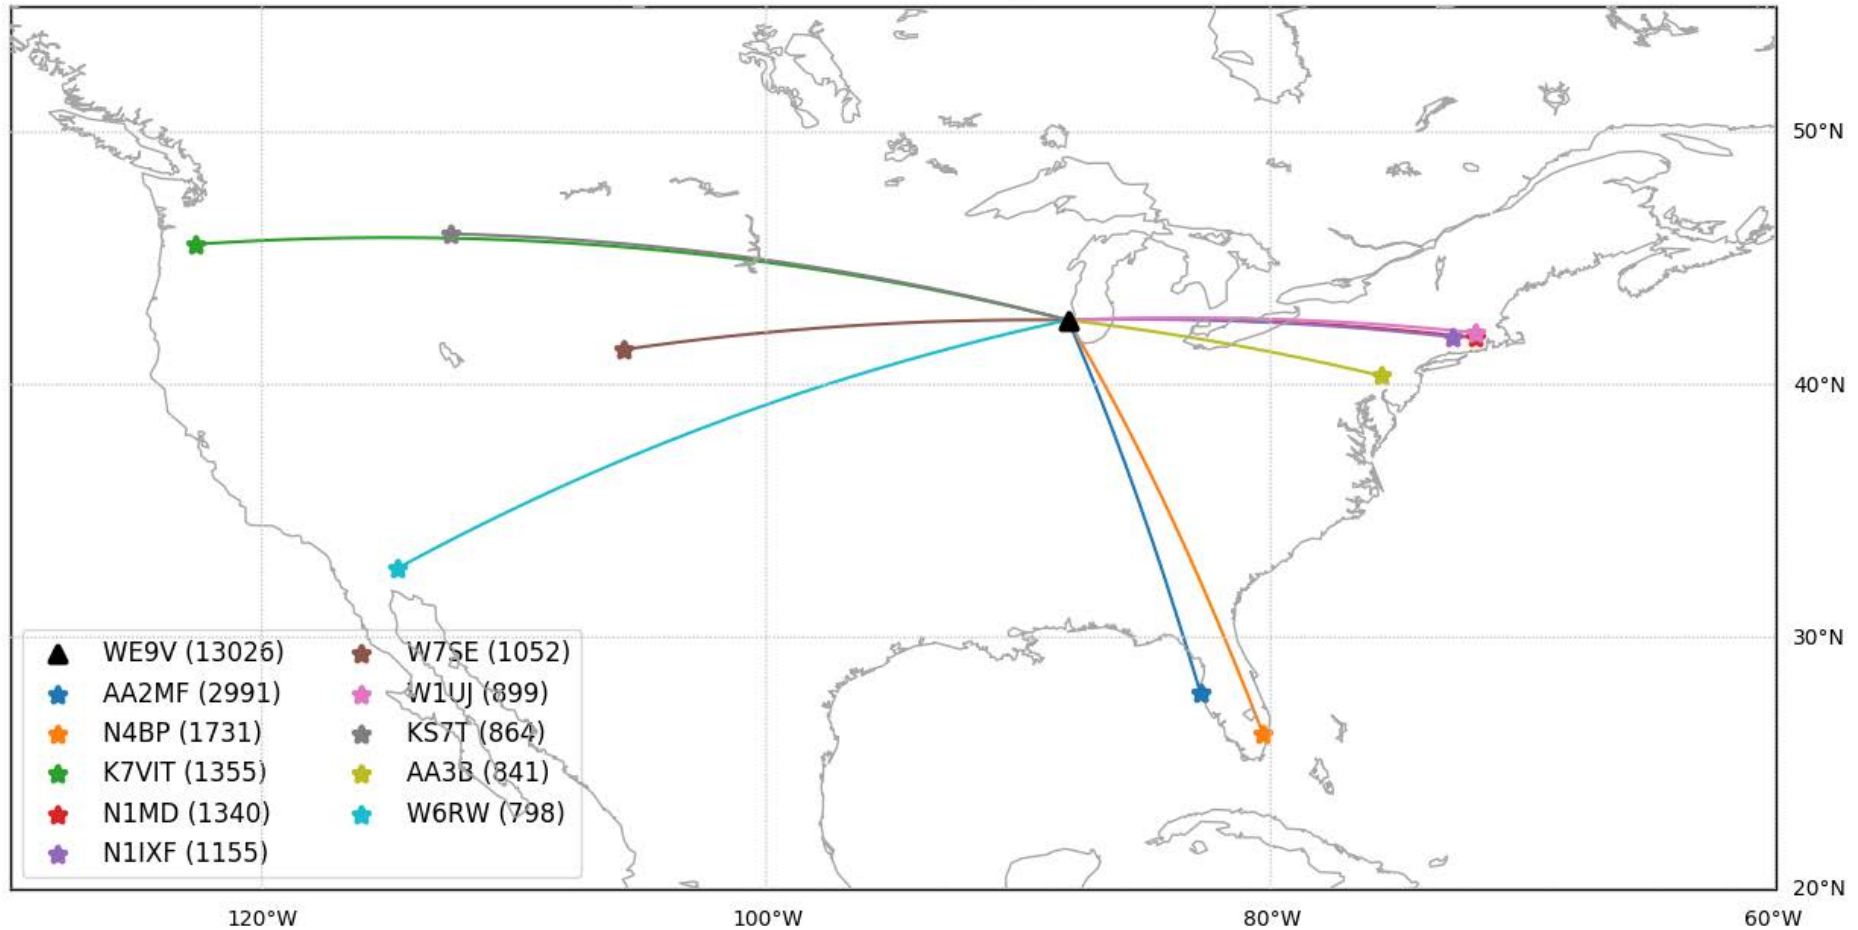 50°N
40°N
30°N
20°N
WE9V (13026)
AA2MF (2991)
N4BP (1731)
K7VIT (1355)
N1MD (1340)
N1IXF (1155)
W7SE (1052)
W1UJ (899)
KS7T (864)
AA3B (841)
W6RW (798)
120°W
100°W
80°W
60°W